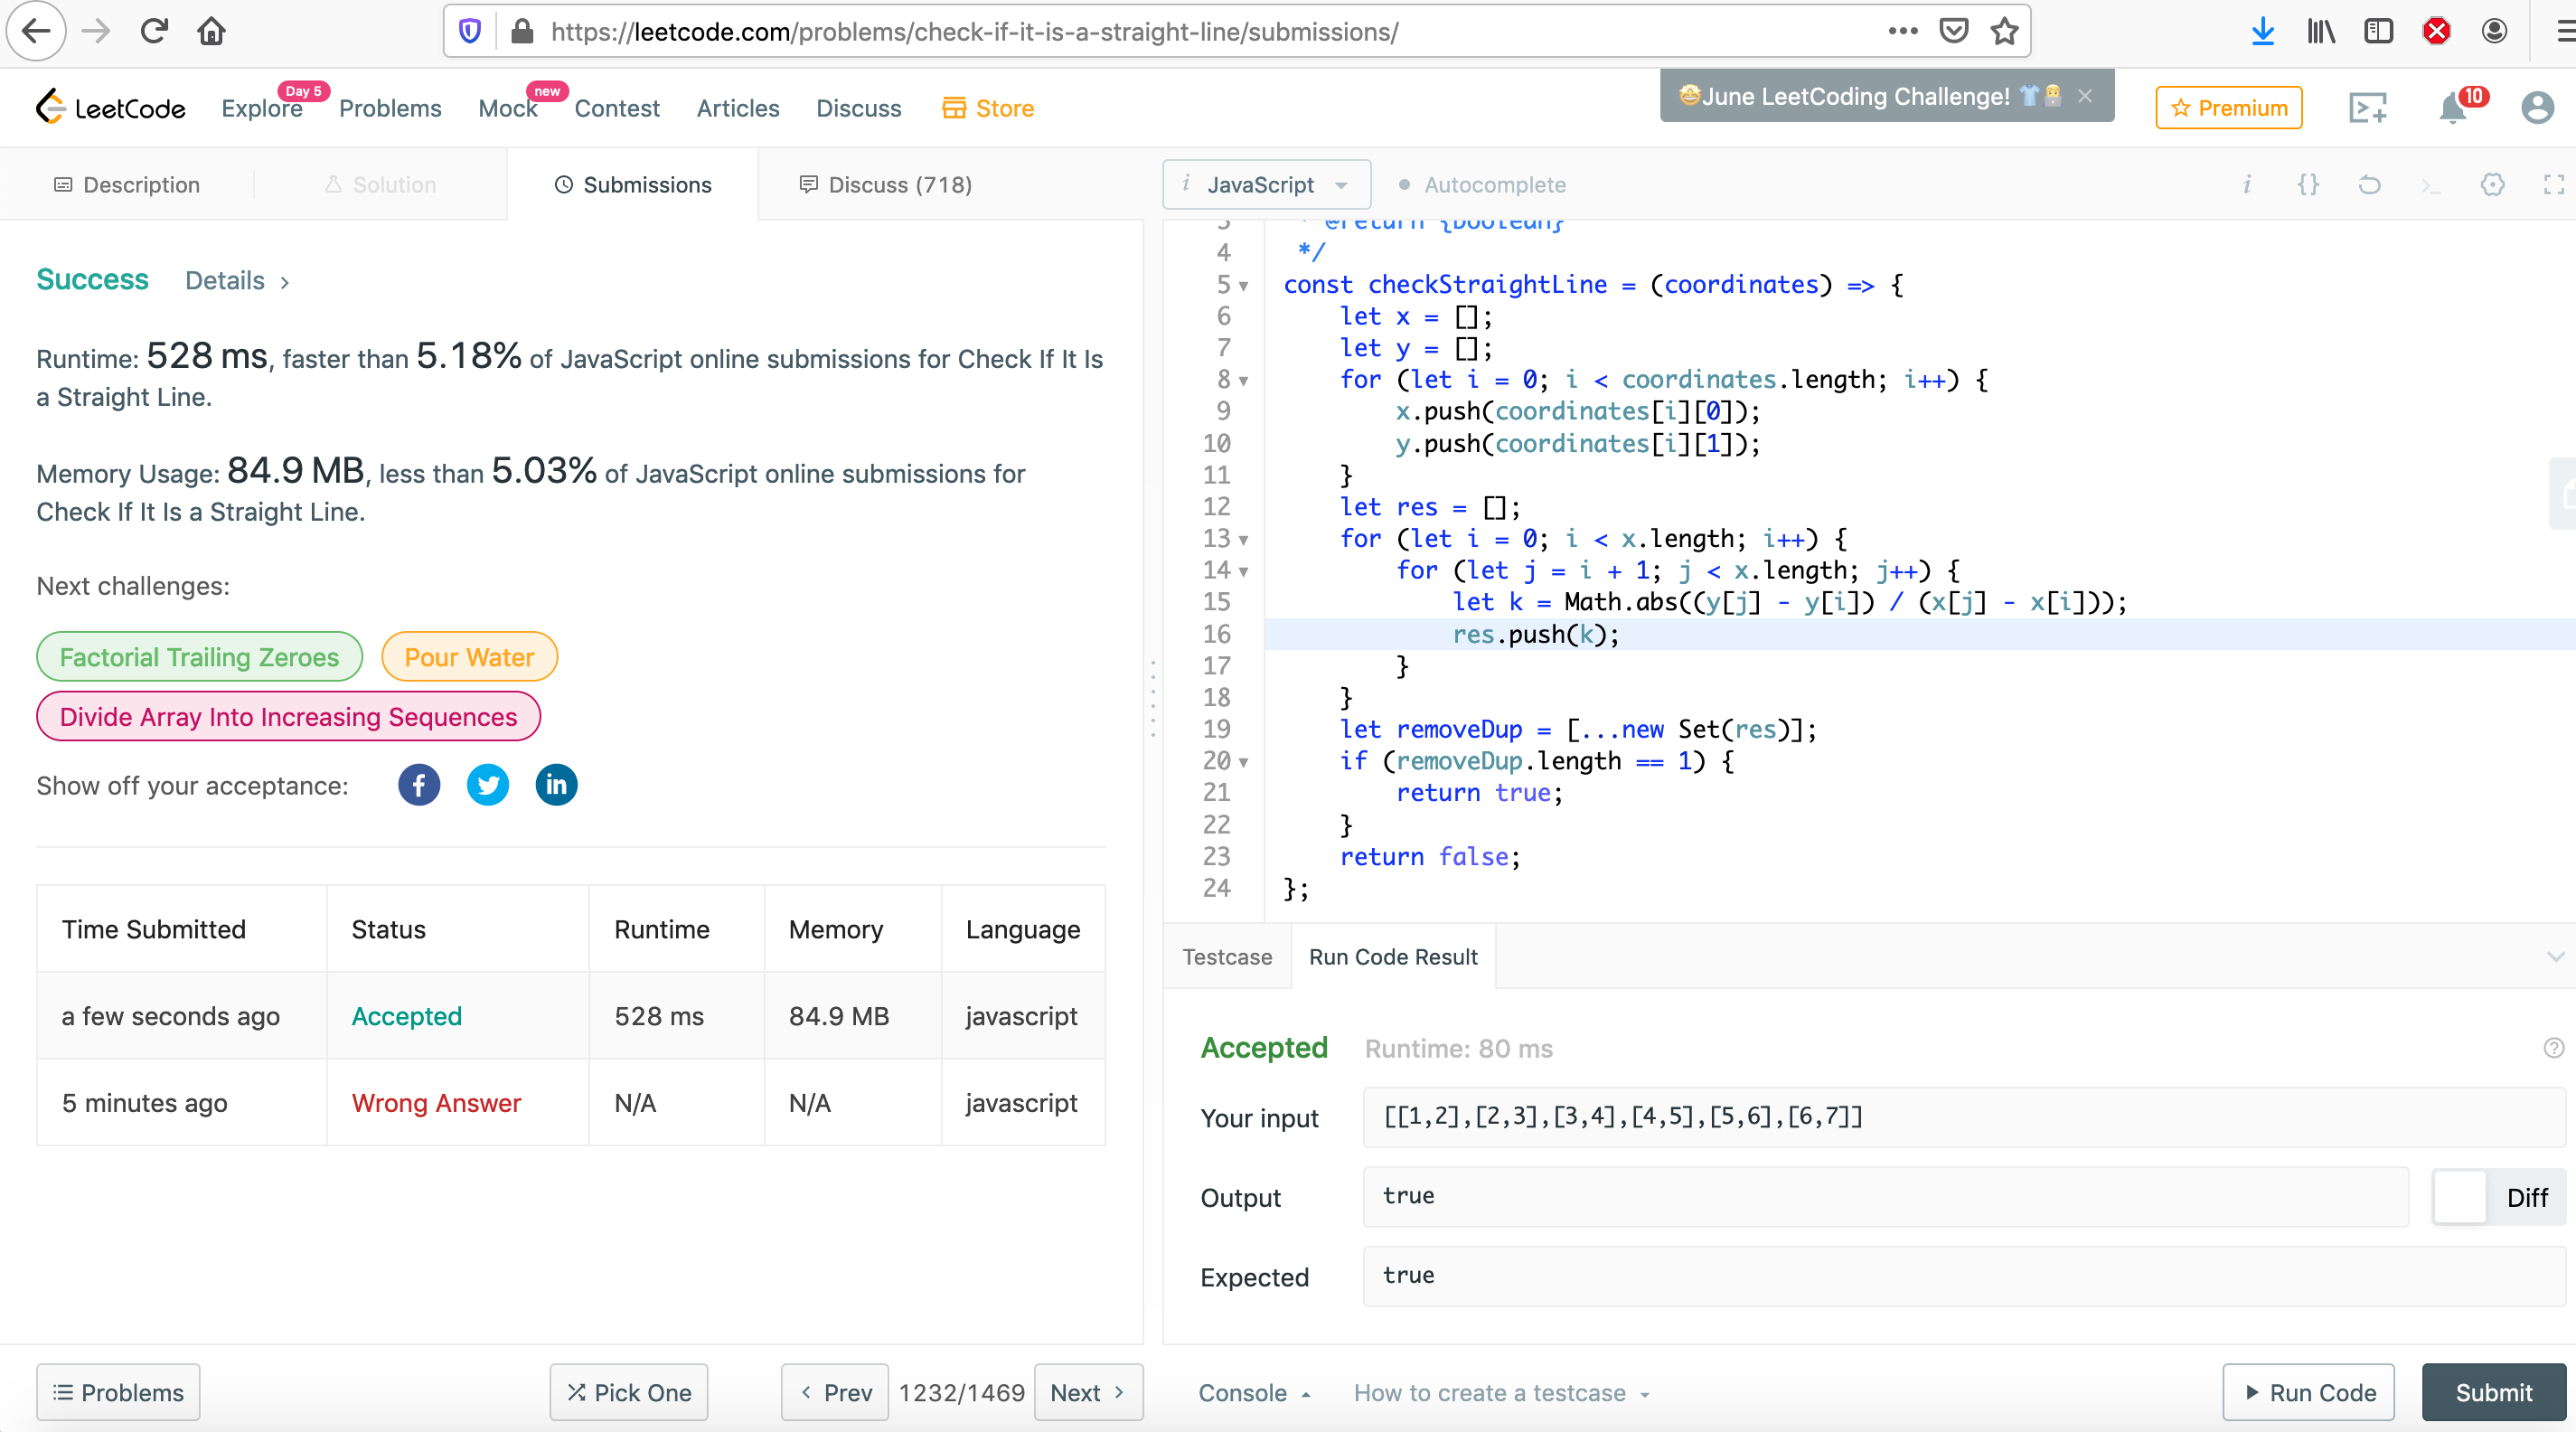 https://leetcode.com/problems/check-if-it-is-a-straight-line/submissions/
LeetCode
Explore
Day 5
Problems
Mock
new
Contest
Articles
Discuss
Store
🤩June LeetCoding Challenge! 👕👨‍💻 ×
Premium
10
Description
Solution
Submissions
Discuss (718)
i JavaScript
Autocomplete
Success Details >
Runtime: 528 ms, faster than 5.18% of JavaScript online submissions for Check If It Is
a Straight Line.
Memory Usage: 84.9 MB, less than 5.03% of JavaScript online submissions for
Check If It Is a Straight Line.
Next challenges:
Factorial Trailing Zeroes
Pour Water
Divide Array Into Increasing Sequences
Show off your acceptance:
Time Submitted Status Runtime Memory Language
a few seconds ago Accepted 528 ms 84.9 MB javascript
5 minutes ago Wrong Answer N/A N/A javascript
3 * @return {boolean}
4 */
5 const checkStraightLine = (coordinates) => {
6 let x = [];
7 let y = [];
8 for (let i = 0; i < coordinates.length; i++) {
9 x.push(coordinates[i][0]);
10 y.push(coordinates[i][1]);
11 }
12 let res = [];
13 for (let i = 0; i < x.length; i++) {
14 for (let j = i + 1; j < x.length; j++) {
15 let k = Math.abs((y[j] - y[i]) / (x[j] - x[i]));
16 res.push(k);
17 }
18 }
19 let removeDup = [...new Set(res)];
20 if (removeDup.length == 1) {
21 return true;
22 }
23 return false;
24 };
Testcase
Run Code Result
Accepted Runtime: 80 ms
Your input [[1,2],[2,3],[3,4],[4,5],[5,6],[6,7]]
Output true
Diff
Expected true
Problems
Pick One
< Prev
1232/1469
Next >
Console
How to create a testcase
Run Code
Submit